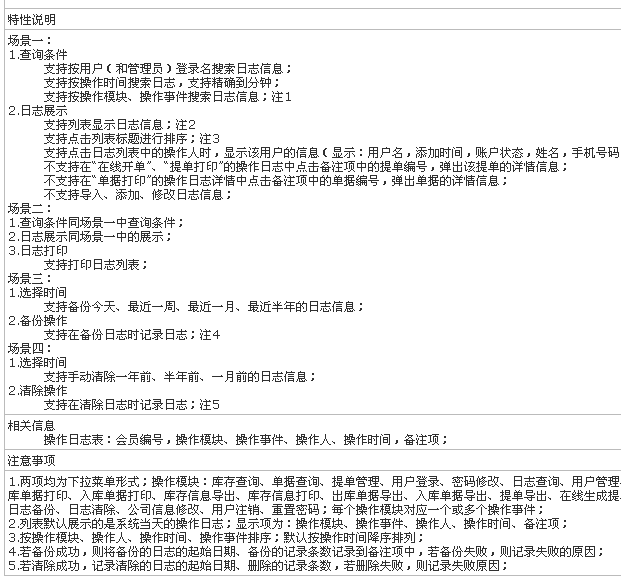 特性说明
场景一：
1.查询条件
支持按用户（和管理员）登录名搜索日志信息；
支持按操作时间搜索日志，支持精确到分钟；
支持按操作模块、操作事件搜索日志信息；注1
2.日志展示
支持列表显示日志信息；注2
支持点击列表标题进行排序；注3
支持点击日志列表中的操作人时，显示该用户的信息（显示：用户名，添加时间，账户状态，姓名，手机号码
不支持在“在线开单”、“提单打印”的操作日志中点击备注项中的提单编号，弹出该提单的详情信息；
不支持在“单据打印”的操作日志详情中点击备注项中的单据编号，弹出单据的详情信息；
不支持导入、添加、修改日志信息；
场景二：
1.查询条件同场景一中查询条件；
2.日志展示同场景一中的展示；
3.日志打印
支持打印日志列表；
场景三：
1.选择时间
支持备份今天、最近一周、最近一月、最近半年的日志信息；
2.备份操作
支持在备份日志时记录日志；注4
场景四：
1.选择时间
支持手动清除一年前、半年前、一月前的日志信息；
2.清除操作
支持在清除日志时记录日志；注5
相关信息
操作日志表：会员编号，操作模块、操作事件、操作人、操作时间，备注项；
注意事项
1.两项均为下拉菜单形式；操作模块：库存查询、单据查询、提单管理、用户登录、密码修改、日志查询、用户管理
库单据打印、入库单据打印、库存信息导出、库存信息打印、出库单据导出、入库单据导出、提单导出、在线生成提
日志备份、日志清除、公司信息修改、用户注销、重置密码；每个操作模块对应一个或多个操作事件；
2.列表默认展示的是系统当天的操作日志；显示项为：操作模块、操作事件、操作人、操作时间、备注项；
3.按操作模块、操作人、操作时间、操作事件排序；默认按操作时间降序排列；
4.若备份成功，则将备份的日志的起始日期、备份的记录条数记录到备注项中，若备份失败，则记录失败的原因；
5.若清除成功，记录清除的日志的起始日期、删除的记录条数，若删除失败，则记录失败原因；